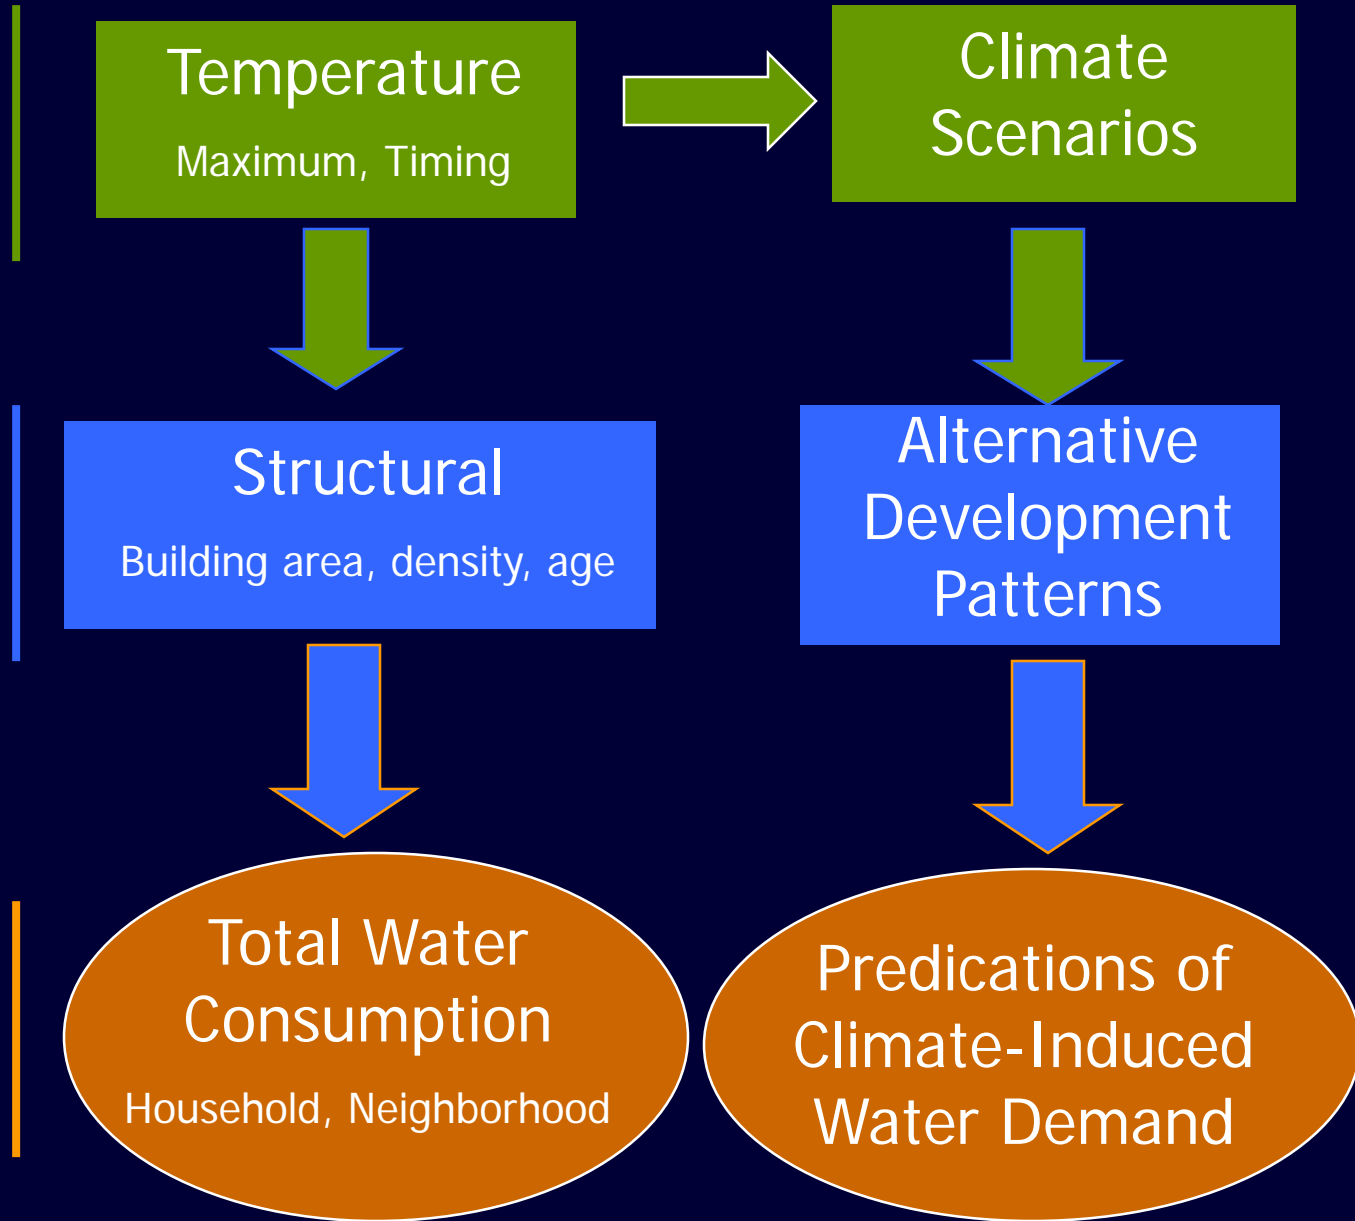 Temperature
Maximum, Timing
Climate
Scenarios
Structural
Building area, density, age
Alternative
Development
Patterns
Total Water
Consumption
Household, Neighborhood
Predications of
Climate-Induced
Water Demand